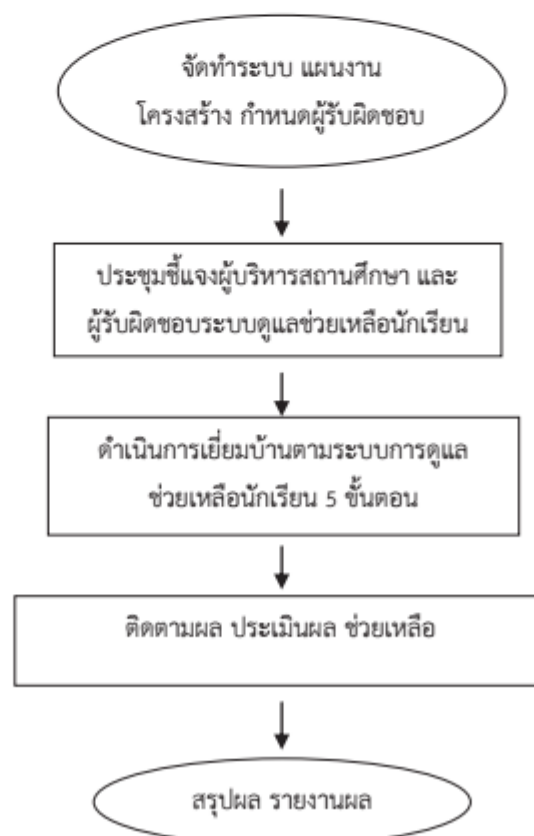 จัดทำระบบ แผนงาน
โครงสร้าง กำหนดผู้รับผิดชอบ
ประชุมชี้แจงผู้บริหารสถานศึกษา และ
ผู้รับผิดชอบระบบดูแลช่วยเหลือนักเรียน
ดำเนินการเยี่ยมบ้านตามระบบการดูแล
ช่วยเหลือนักเรียน 5 ขั้นตอน
ติดตามผล ประเมินผล ช่วยเหลือ
สรุปผล รายงานผล